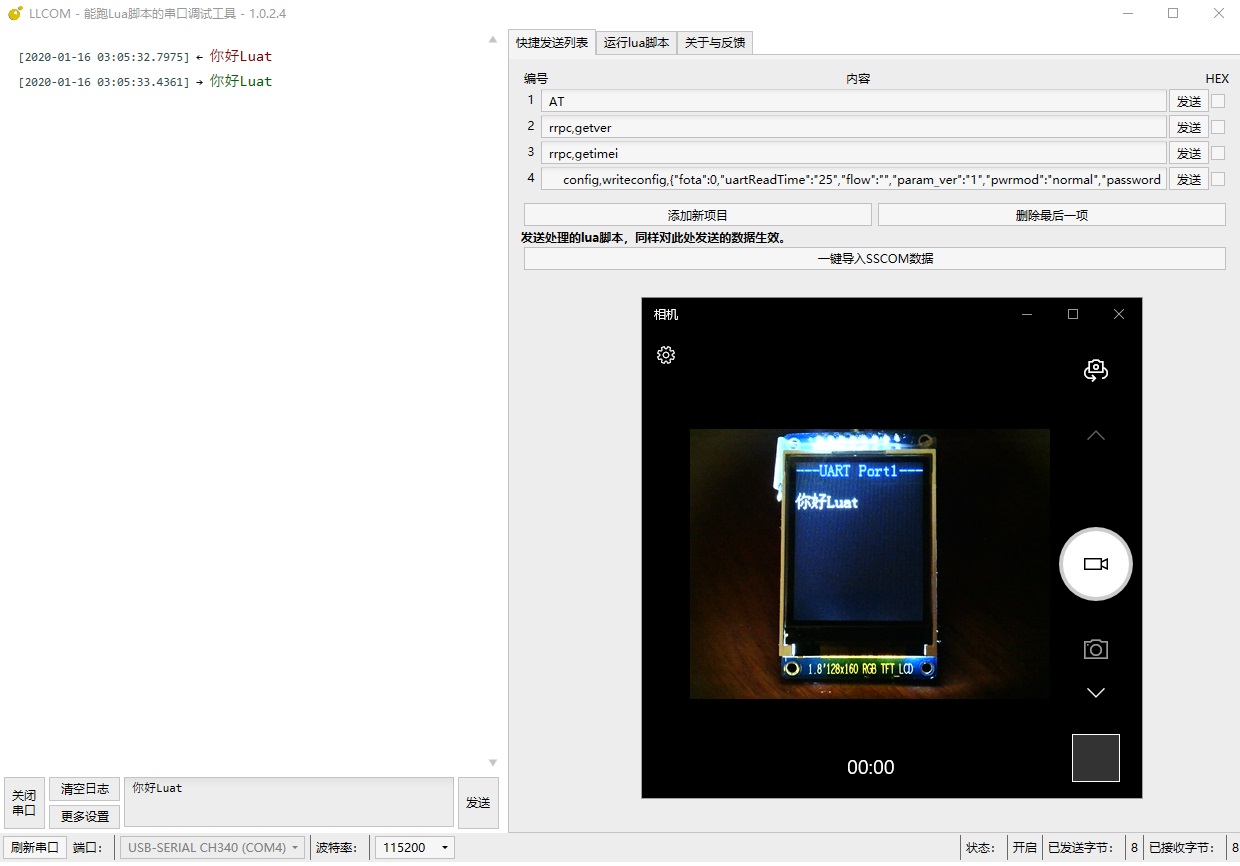 LLCOM - 能跑Lua脚本的串口调试工具 - 1.0.2.4
[2020-01-16 03:05:32.7975] ← 你好Luat
[2020-01-16 03:05:33.4361] → 你好Luat
快捷发送列表 运行lua脚本 关于与反馈
编号 内容 HEX
1 AT 发送
2 rrpc,getver 发送
3 rrpc,getimei 发送
4 config,writeconfig,{"fota":0,"uartReadTime":"25","flow":"","param_ver":"1","pwrmod":"normal","password 发送
添加新项目 删除最后一项
发送处理的lua脚本，同样对此处发送的数据生效。
一键导入SSCOM数据
相机
---UART Port1---
你好Luat
1.8'128x160 RGB TFT_LCD
00:00
关闭串口 清空日志 更多设置 你好Luat 发送
刷新串口 端口： USB-SERIAL CH340 (COM4) 波特率： 115200 状态： 开启 已发送字节： 8 已接收字节： 8